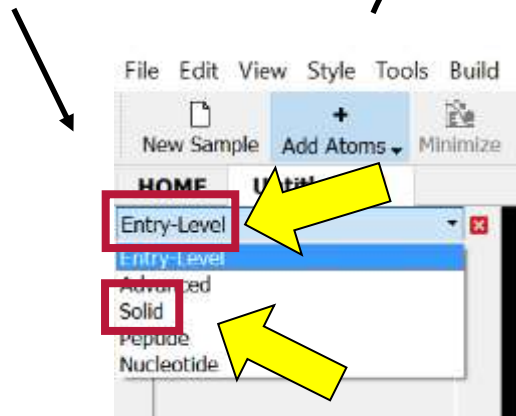 File Edit View Style Tools Build
New Sample Add Atoms Minimize
HOME
Entry-Level
Entry-Level
Advanced
Solid
Peptide
Nucleotide